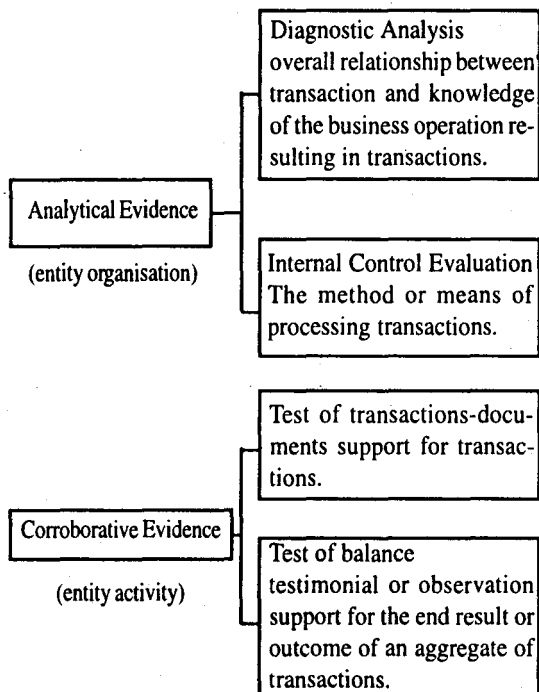 Diagnostic Analysis
overall relationship between
transaction and knowledge
of the business operation re-
sulting in transactions.
Analytical Evidence
(entity organisation)
Internal Control Evaluation
The method or means of
processing transactions.
Test of transactions-docu-
ments support for transac-
tions.
Corroborative Evidence
(entity activity)
Test of balance
testimonial or observation
support for the end result or
outcome of an aggregate of
transactions.